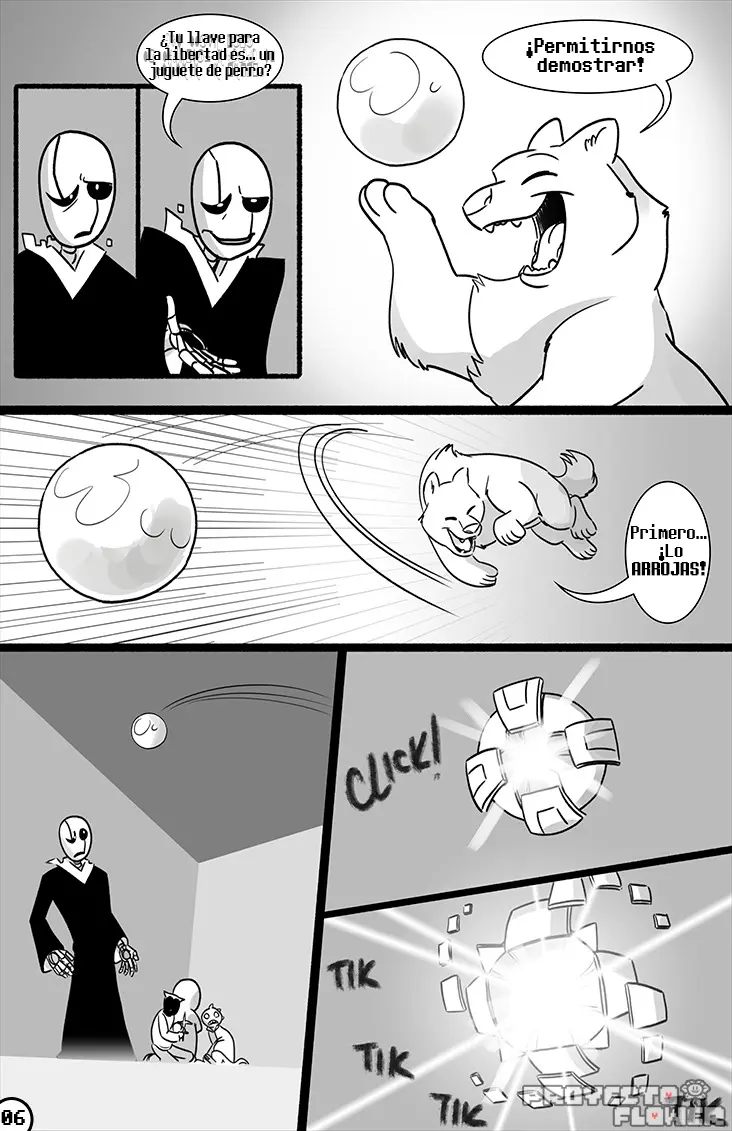 ¿Tu llave para
la libertad es... un
juguete de perro?
¡Permitirnos
demostrar!
Primero...
¡Lo
ARROJAS!
CLICK!
TIK
TIK
TIK
TIK
06
PROYECTO
FLOWER